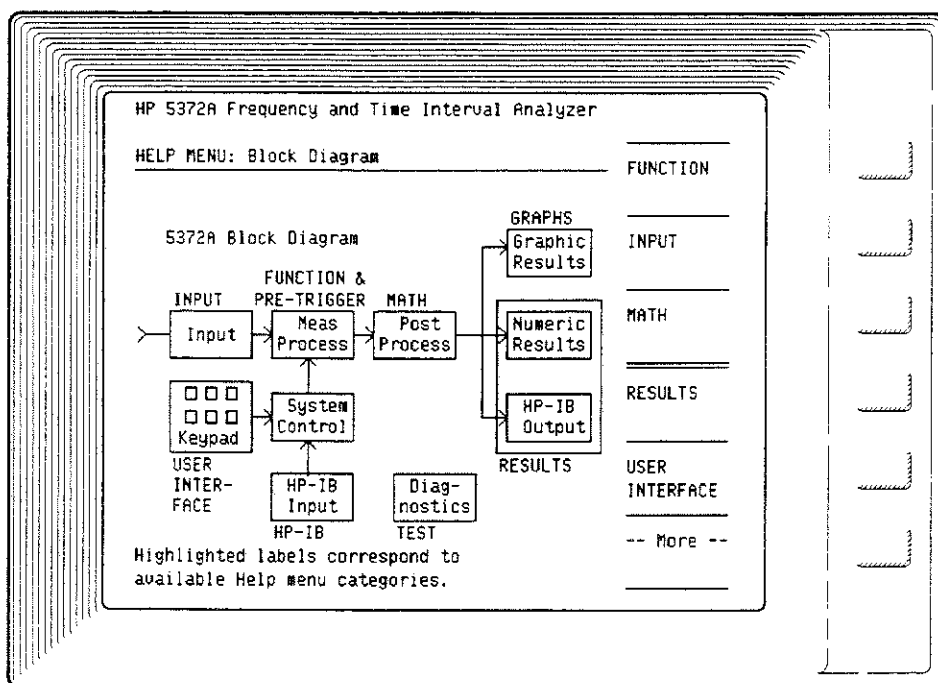 HP 5372A Frequency and Time Interval Analyzer
HELP MENU: Block Diagram
5372A Block Diagram
INPUT
Input
FUNCTION &
PRE-TRIGGER
Meas
Process
MATH
Post
Process
GRAPHS
Graphic
Results
Numeric
Results
HP-IB
Output
RESULTS
Keypad
USER
INTER-
FACE
System
Control
HP-IB
Input
HP-IB
Diag-
nostics
TEST
Highlighted labels correspond to
available Help menu categories.
FUNCTION
INPUT
MATH
RESULTS
USER
INTERFACE
-- More --